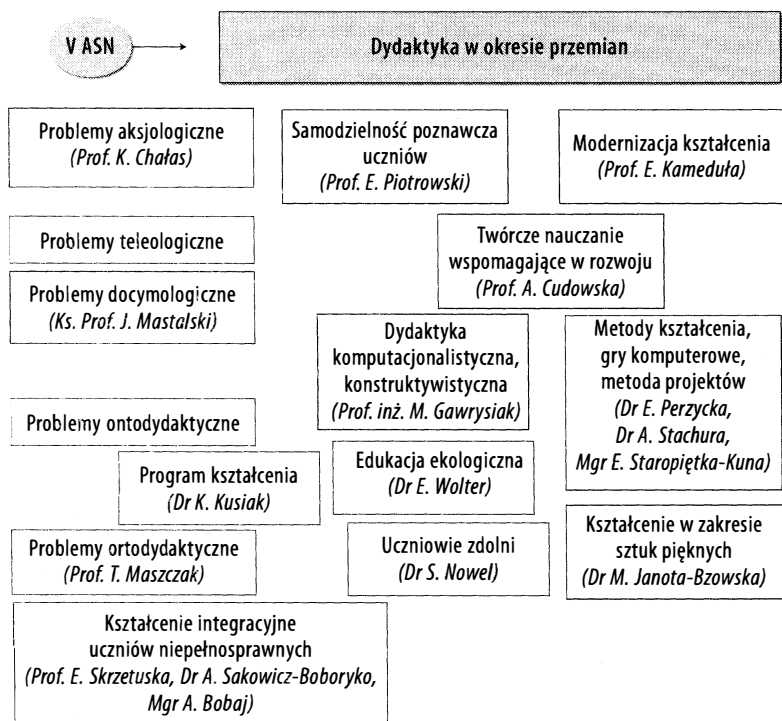 V ASN
Dydaktyka w okresie przemian
Problemy aksjologiczne
(Prof. K. Chałas)
Samodzielność poznawcza
uczniów
(Prof. E. Piotrowski)
Modernizacja kształcenia
(Prof. E. Kameduła)
Problemy teleologiczne
Twórcze nauczanie
wspomagające w rozwoju
(Prof. A. Cudowska)
Problemy docymologiczne
(Ks. Prof. J. Mastalski)
Dydaktyka
komputacjonalistyczna,
konstruktywistyczna
(Prof. inż. M. Gawrysiak)
Metody kształcenia,
gry komputerowe,
metoda projektów
(Dr E. Perzycka,
Dr A. Stachura,
Mgr E. Staropiętka-Kuna)
Problemy ontodydaktyczne
Program kształcenia
(Dr K. Kusiak)
Edukacja ekologiczna
(Dr E. Wolter)
Problemy ortodydaktyczne
(Prof. T. Maszczak)
Uczniowie zdolni
(Dr S. Nowel)
Kształcenie w zakresie
sztuk pięknych
(Dr M. Janota-Bzowska)
Kształcenie integracyjne
uczniów niepełnosprawnych
(Prof. E. Skrzetuska, Dr A. Sakowicz-Boboryko,
Mgr A. Bobaj)